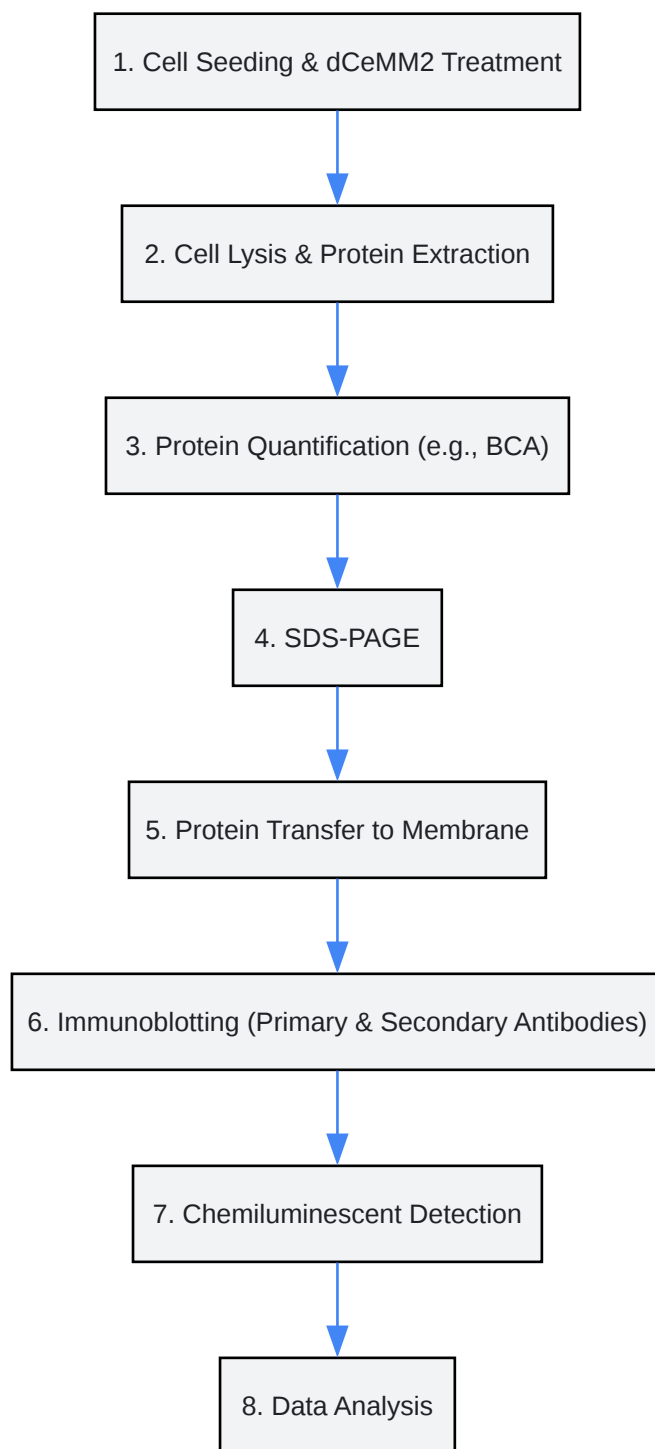 1. Cell Seeding & dCeMM2 Treatment
2. Cell Lysis & Protein Extraction
3. Protein Quantification (e.g., BCA)
4. SDS-PAGE
5. Protein Transfer to Membrane
6. Immunoblotting (Primary & Secondary Antibodies)
7. Chemiluminescent Detection
8. Data Analysis